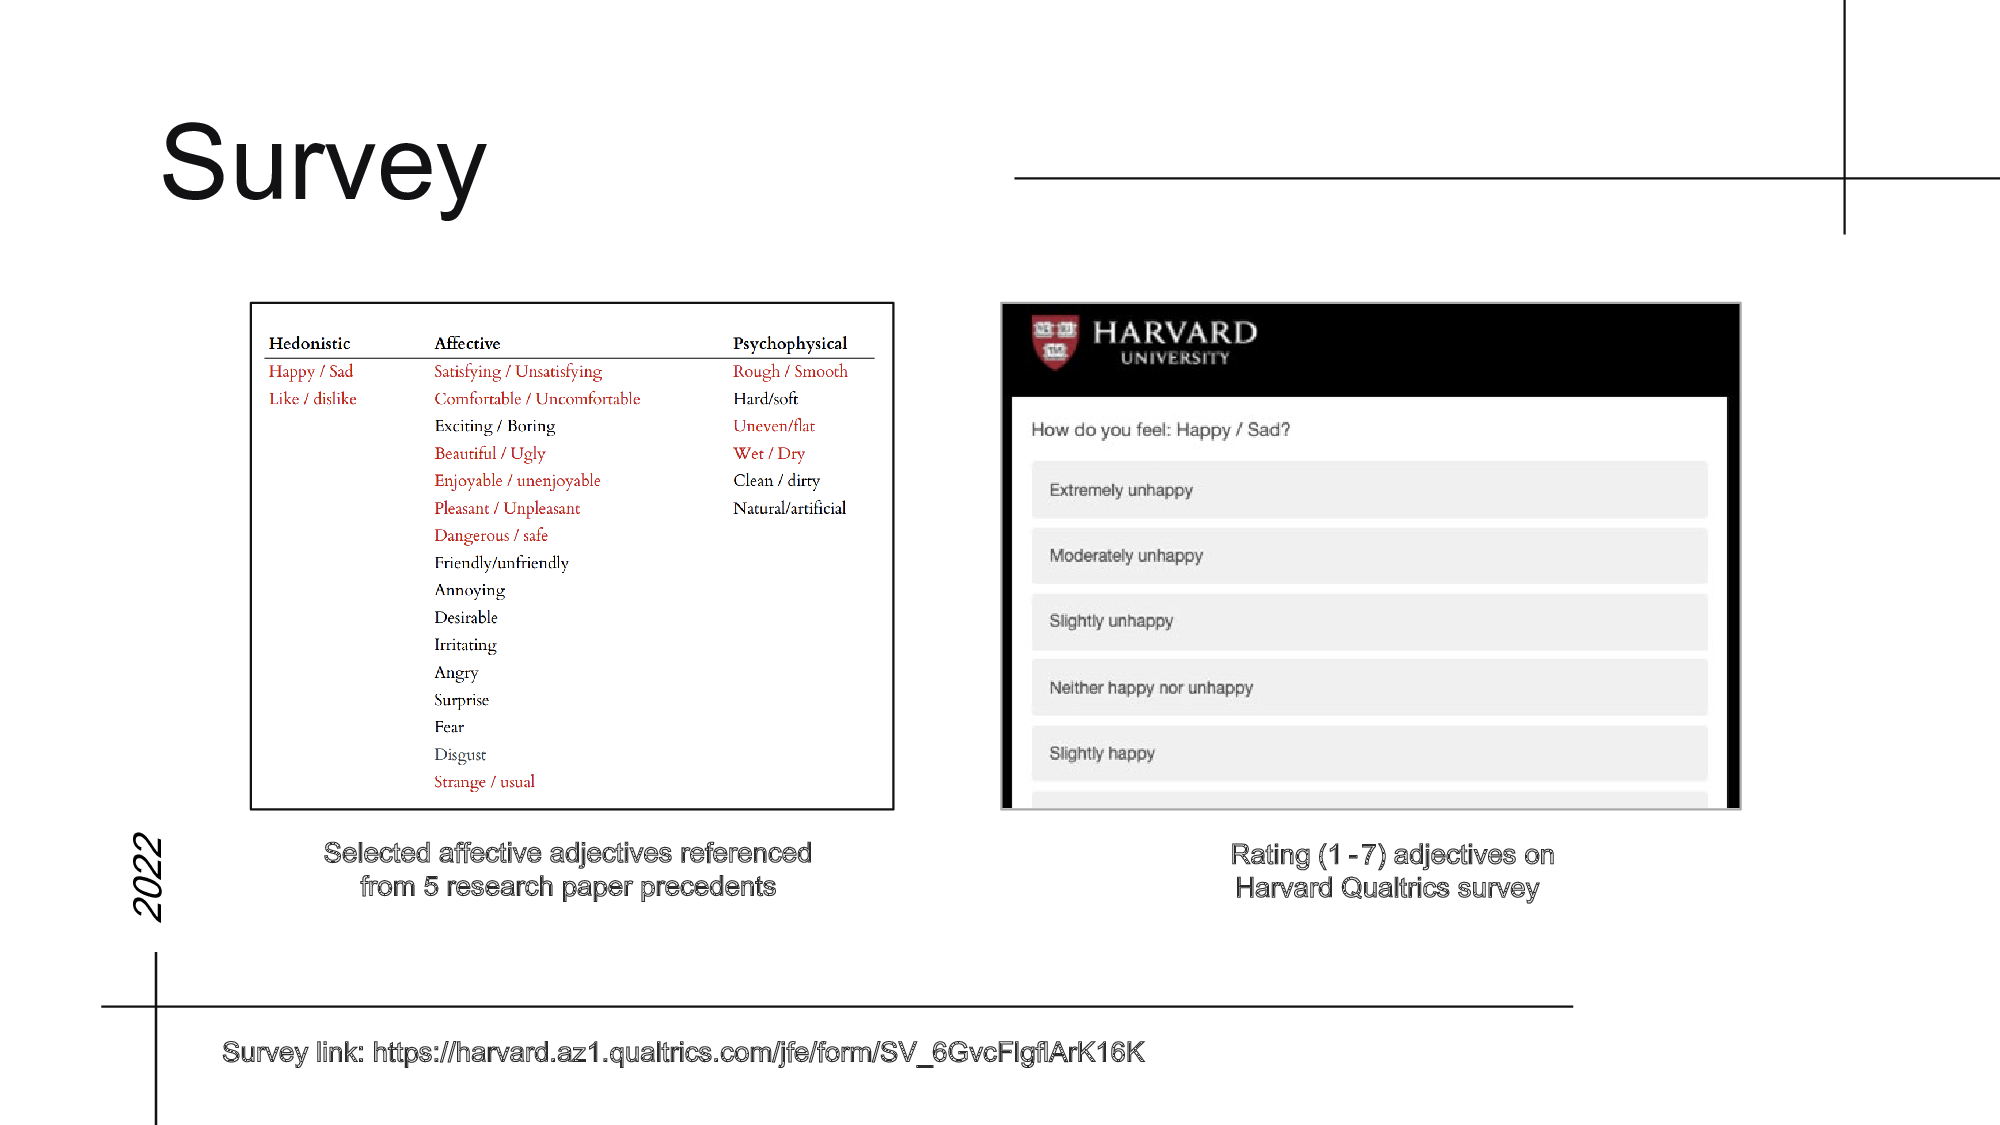 Survey
Hedonistic Affective Psychophysical
Happy / Sad Satisfying / Unsatisfying Rough / Smooth
Like / dislike Comfortable / Uncomfortable Hard/soft
Exciting / Boring Uneven/flat
Beautiful / Ugly Wet / Dry
Enjoyable / unenjoyable Clean / dirty
Pleasant / Unpleasant Natural/artificial
Dangerous / safe
Friendly/unfriendly
Annoying
Desirable
Irritating
Angry
Surprise
Fear
Disgust
Strange / usual
Selected affective adjectives referenced
from 5 research paper precedents
HARVARD
UNIVERSITY
How do you feel: Happy / Sad?
Extremely unhappy
Moderately unhappy
Slightly unhappy
Neither happy nor unhappy
Slightly happy
Rating (1-7) adjectives on
Harvard Qualtrics survey
2022
Survey link: https://harvard.az1.qualtrics.com/jfe/form/SV_6GvcFIgflArK16K